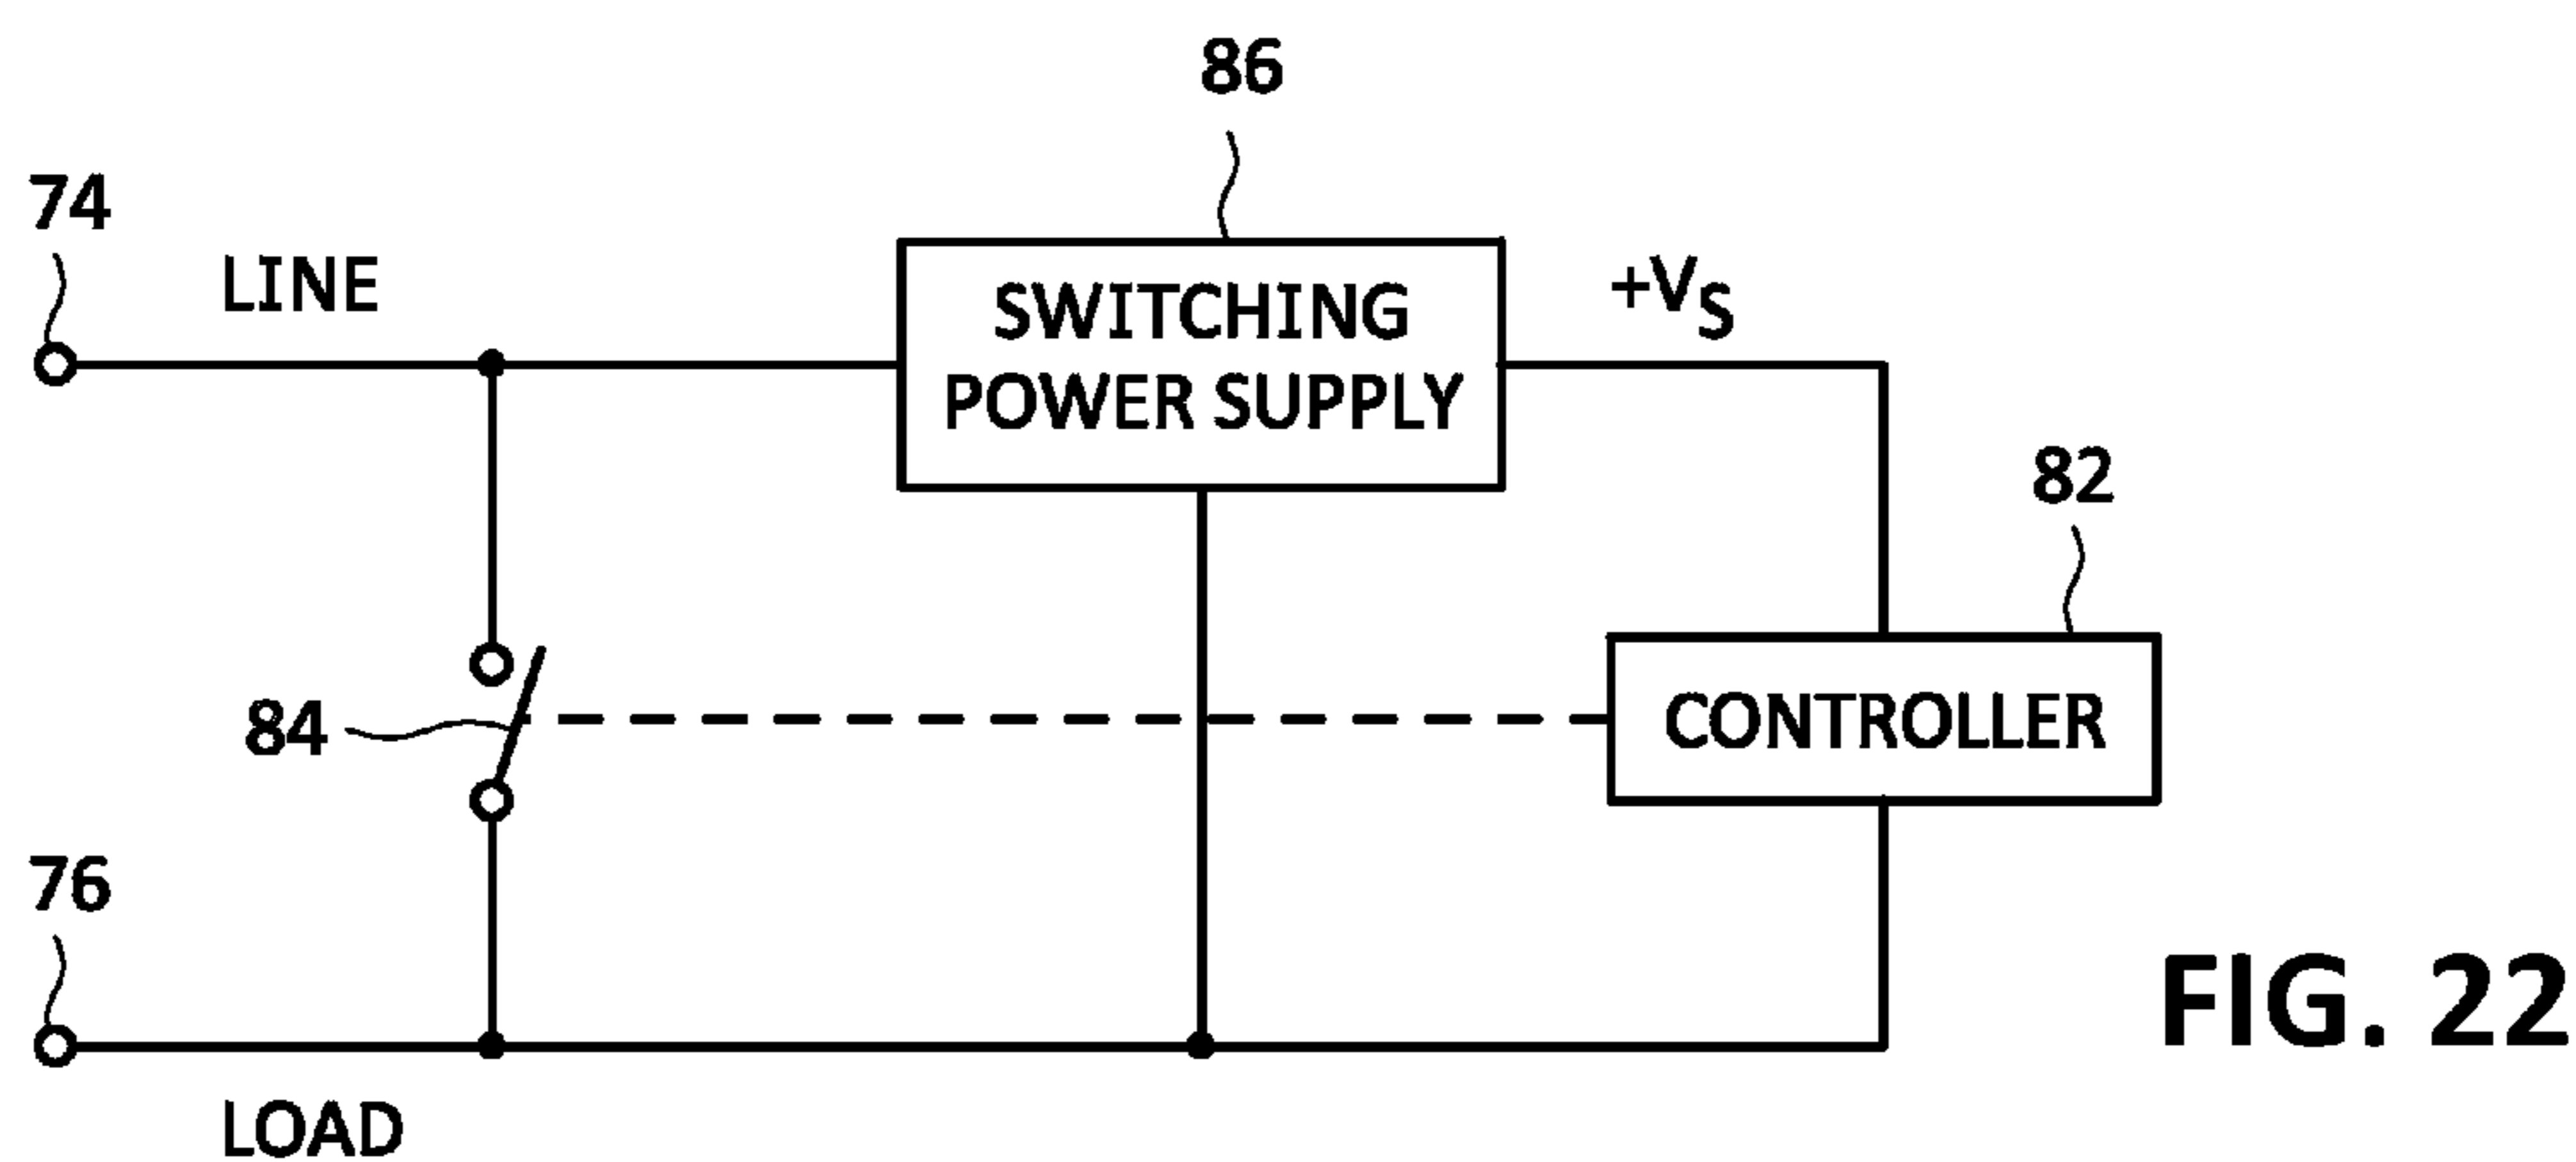 86
74
LINE
SWITCHING
POWER SUPPLY
+VS
82
84
CONTROLLER
76
LOAD
FIG. 22